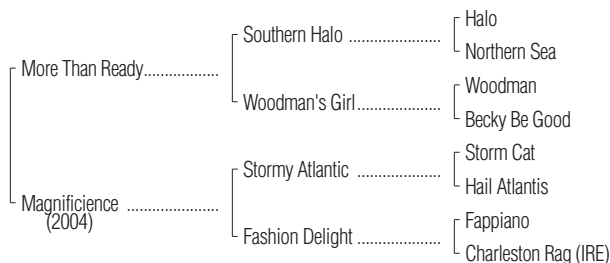 Halo
Southern Halo ..................
Northern Sea
More Than Ready.................
Woodman
Woodman's Girl....................
Becky Be Good
Storm Cat
Stormy Atlantic ..................
Hail Atlantis
Magnificience .....................
(2004)
Fappiano
Fashion Delight ..................
Charleston Rag (IRE)